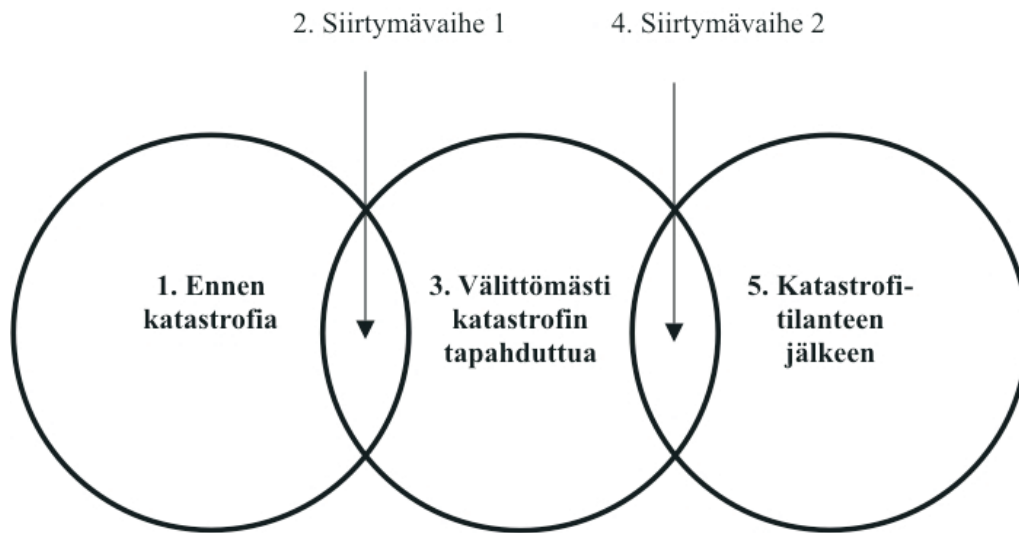 2. Siirtymävaihe 1
4. Siirtymävaihe 2
1. Ennen
katastrofia
3. Välittömästi
katastrofin
tapahduttua
5. Katastrofi-
tilanteen
jälkeen